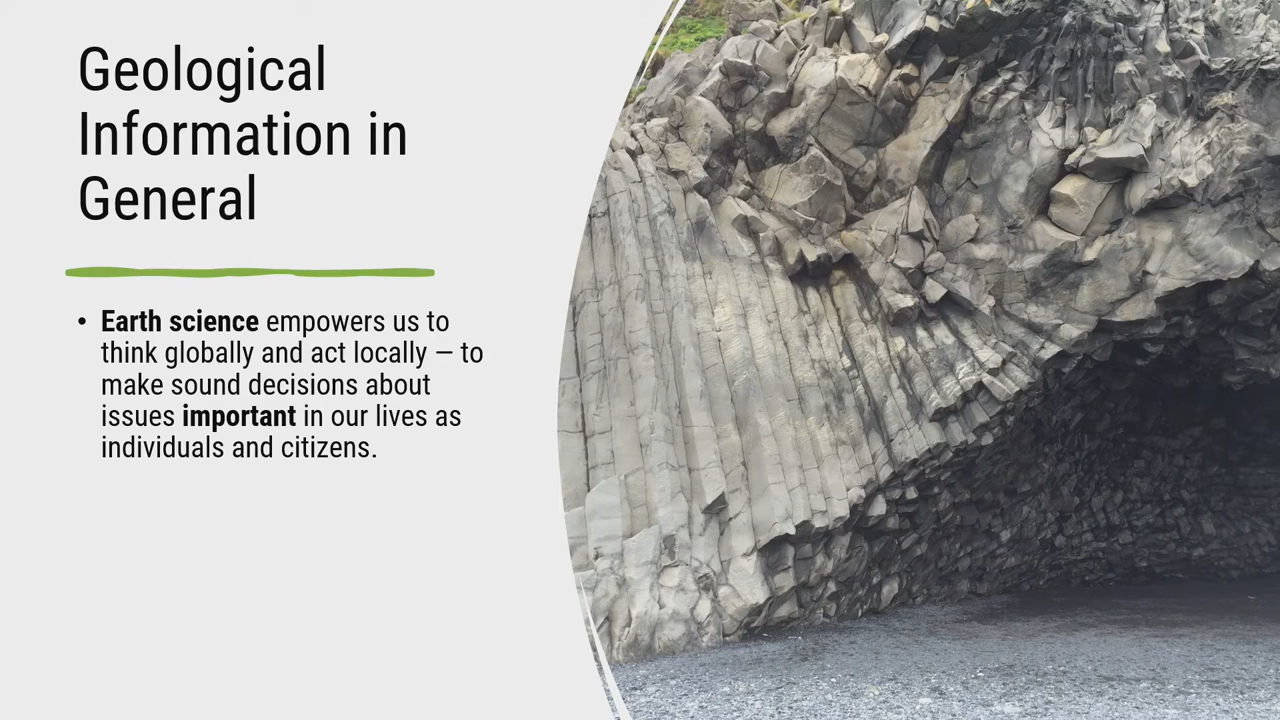 Geological
Information in
General
• Earth science empowers us to
think globally and act locally – to
make sound decisions about
issues important in our lives as
individuals and citizens.